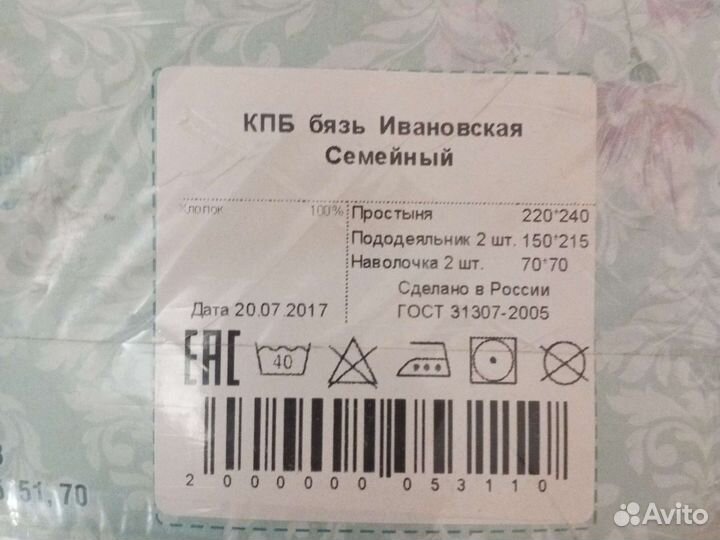 КПБ бязь Ивановская
Семейный
Хлопок 100%
Простыня 220*240
Пододеяльник 2 шт. 150*215
Наволочка 2 шт. 70*70
Сделано в России
Дата 20.07.2017 ГОСТ 31307-2005
EAC 40
2 000000 053110
51, 70
Avito